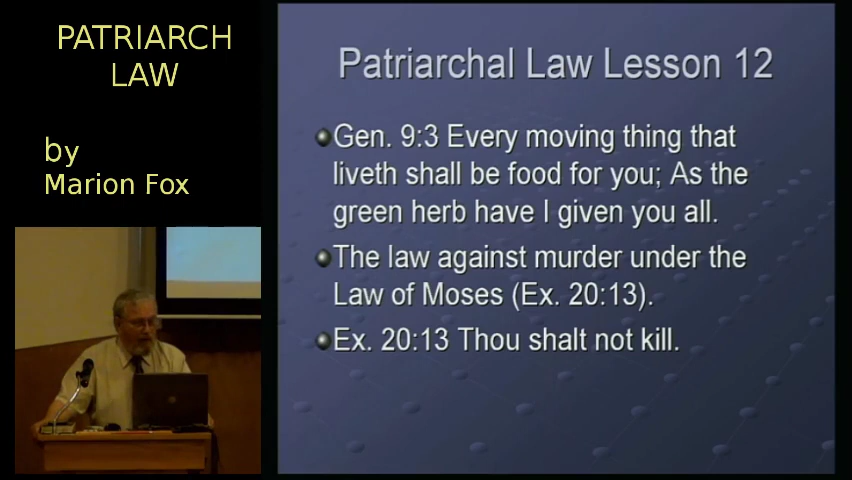 PATRIARCH
LAW
by
Marion Fox
Patriarchal Law Lesson 12
Gen. 9:3 Every moving thing that
liveth shall be food for you; As the
green herb have I given you all.
The law against murder under the
Law of Moses (Ex. 20:13).
Ex. 20:13 Thou shalt not kill.